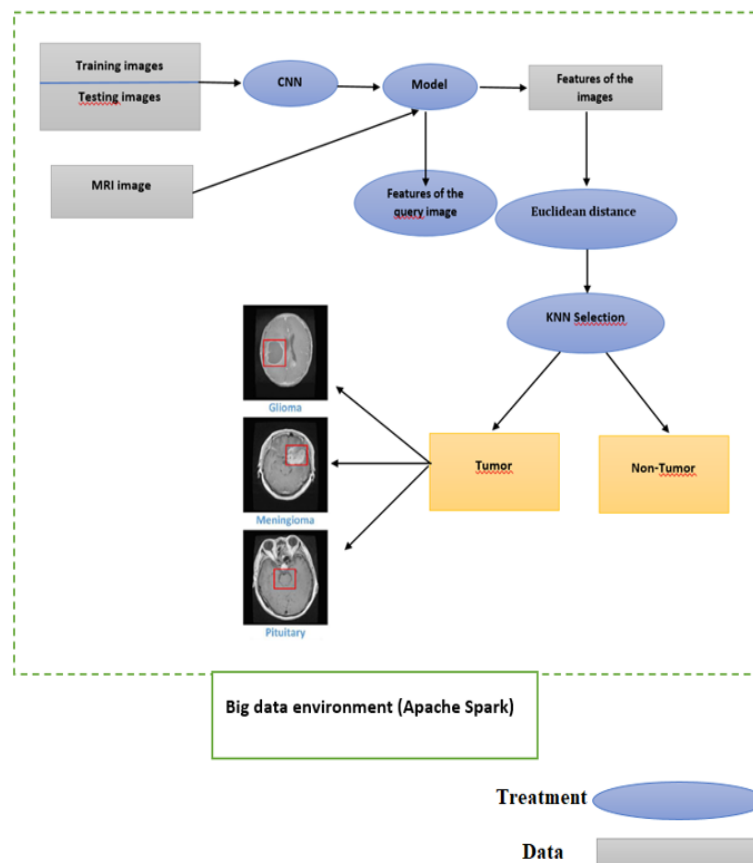 Training images
Testing images
CNN
Model
Features of the
images
MRI image
Features of the
query image
Euclidean distance
KNN Selection
Glioma
Meningioma
Pituitary
Tumor
Non-Tumor
Big data environment (Apache Spark)
Treatment
Data